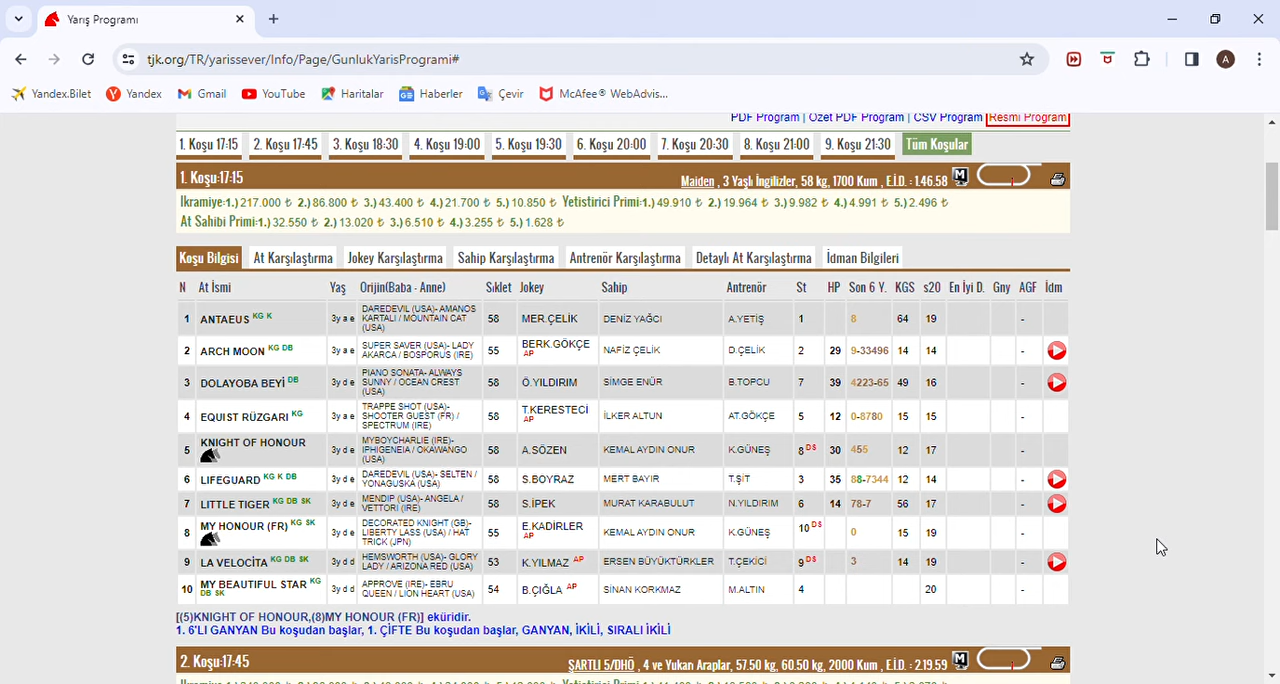 Yarış Programı
tjk.org/TR/yarissever/Info/Page/GunlukYarisProgrami#
A
Yandex.Bilet Yandex Gmail YouTube Haritalar Haberler Çevir McAfee® WebAdvis...
PDF Program | Özet PDF Program | CSV Program Resmi Program
1. Koşu 17:15 2. Koşu 17:45 3. Koşu 18:30 4. Koşu 19:00 5. Koşu 19:30 6. Koşu 20:00 7. Koşu 20:30 8. Koşu 21:00 9. Koşu 21:30 Tüm Koşular
1. Koşu:17:15 Maiden , 3 Yaşlı İngilizler, 58 kg, 1700 Kum , E.İ.D. : 1.46.58 M
Ikramiye:1.) 217.000 ₺ 2.) 86.800 ₺ 3.) 43.400 ₺ 4.) 21.700 ₺ 5.) 10.850 ₺ Yetistirici Primi:1.) 49.910 ₺ 2.) 19.964 ₺ 3.) 9.982 ₺ 4.) 4.991 ₺ 5.) 2.496 ₺
At Sahibi Primi:1.) 32.550 ₺ 2.) 13.020 ₺ 3.) 6.510 ₺ 4.) 3.255 ₺ 5.) 1.628 ₺
Koşu Bilgisi At Karşılaştırma Jokey Karşılaştırma Sahip Karşılaştırma Antrenör Karşılaştırma Detaylı At Karşılaştırma İdman Bilgileri
N At İsmi Yaş Orijin(Baba - Anne) Sıklet Jokey Sahip Antrenör St HP Son 6 Y. KGS s20 En İyi D. Gny AGF İdm
1 ANTAEUS KG K 3y a e DAREDEVIL (USA)- AMANOS KARTALI / MOUNTAIN CAT (USA) 58 MER.ÇELİK DENİZ YAĞCI A.YETİŞ 1 8 64 19 -
2 ARCH MOON KG DB 3y a e SUPER SAVER (USA)- LADY AKARCA / BOSPORUS (IRE) 55 BERK.GÖKÇE AP NAFİZ ÇELİK D.ÇELİK 2 29 9-33496 14 14 -
3 DOLAYOBA BEYİ DB 3y d e PIANO SONATA- ALWAYS SUNNY / OCEAN CREST (USA) 58 Ö.YILDIRIM SİMGE ENÜR B.TOPCU 7 39 4223-65 49 16 -
4 EQUIST RÜZGARI KG 3y a e TRAPPE SHOT (USA)- SHOOTER GUEST (FR) / SPECTRUM (IRE) 58 T.KERESTECİ AP İLKER ALTUN AT.GÖKÇE 5 12 0-8780 15 15 -
5 KNIGHT OF HONOUR 3y d e MYBOYCHARLIE (IRE)- IPHIGENEIA / OKAWANGO (USA) 58 A.SÖZEN KEMAL AYDIN ONUR K.GÜNEŞ 8 DS 30 455 12 17 -
6 LIFEGUARD KG K DB 3y d e DAREDEVIL (USA)- SELTEN / YONAGUSKA (USA) 58 S.BOYRAZ MERT BAYIR T.ŞİT 3 35 88-7344 12 14 -
7 LITTLE TIGER KG DB SK 3y d e MENDIP (USA)- ANGELA / VETTORI (IRE) 58 S.İPEK MURAT KARABULUT N.YILDIRIM 6 14 78-7 56 17 -
8 MY HONOUR (FR) KG SK 3y d e DECORATED KNIGHT (GB)- LIBERTY LASS (USA) / HAT TRICK (JPN) 55 E.KADİRLER AP KEMAL AYDIN ONUR K.GÜNEŞ 10 DS 0 15 19 -
9 LA VELOCİTA KG DB SK 3y d d HEMSWORTH (USA)- GLORY LADY / ARIZONA RED (USA) 53 K.YILMAZ AP ERSEN BÜYÜKTÜRKLER T.ÇEKİCİ 9 DS 3 14 19 -
10 MY BEAUTIFUL STAR KG DB SK 3y d d APPROVE (IRE)- EBRU QUEEN / LION HEART (USA) 54 B.ÇIĞLA AP SİNAN KORKMAZ M.ALTIN 4 20 -
[(5)KNIGHT OF HONOUR,(8)MY HONOUR (FR)] eküridir.
1. 6'LI GANYAN Bu koşudan başlar, 1. ÇİFTE Bu koşudan başlar, GANYAN, İKİLİ, SIRALI İKİLİ
2. Koşu:17:45 ŞARTLI 5/DHÖ , 4 ve Yukarı Araplar, 57.50 kg, 60.50 kg, 2000 Kum , E.İ.D. : 2.19.59 M